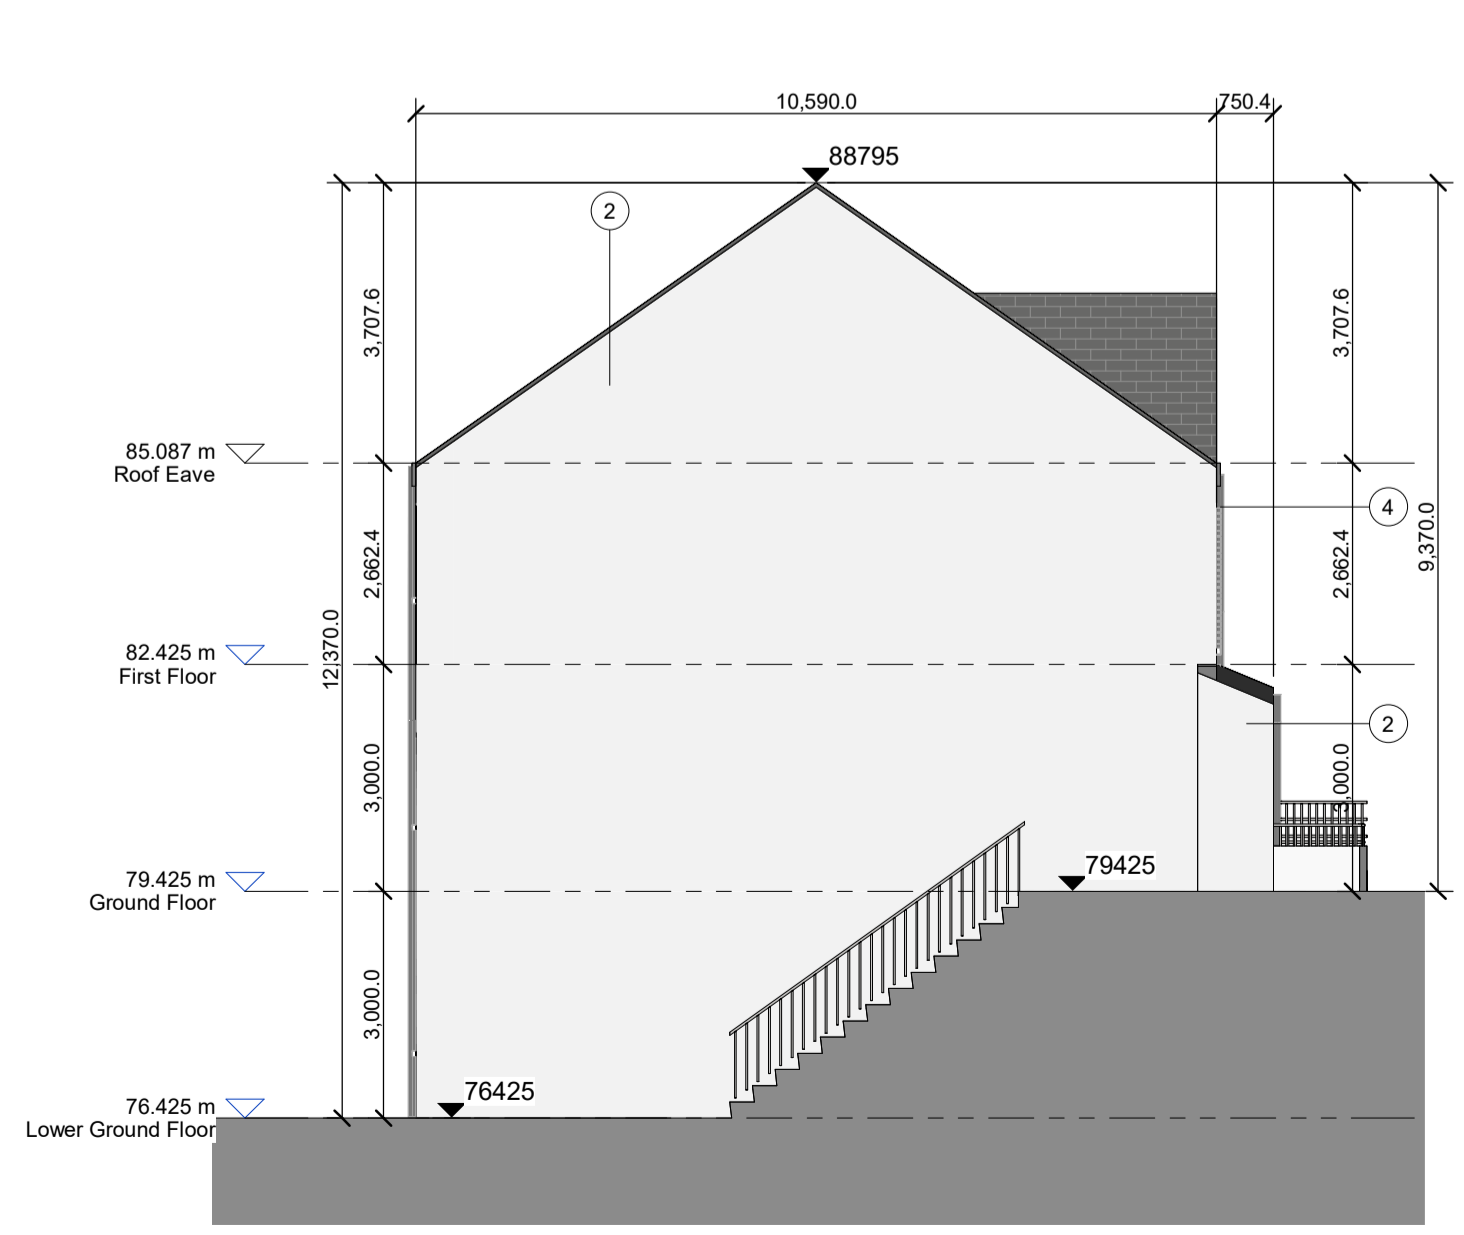 10,590.0
750.4
88795
2
3,707.6
3,707.6
85.087 m
Roof Eave
4
2,662.4
2,662.4
9,370.0
12,370.0
82.425 m
First Floor
2
3,000.0
3,000.0
79425
79.425 m
Ground Floor
3,000.0
76425
76.425 m
Lower Ground Floor